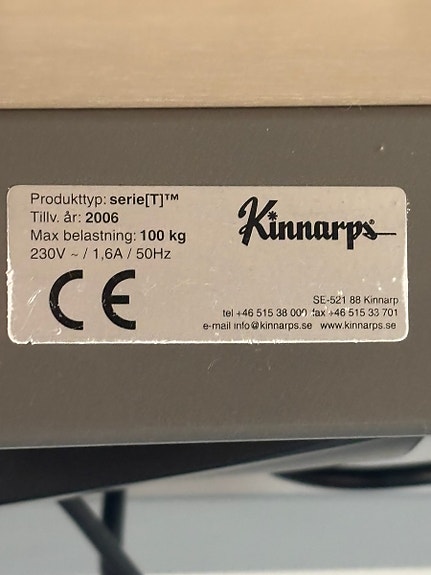 Produkttyp: serie[T]™
Tillv. år: 2006
Max belastning: 100 kg
230V ~ / 1,6A / 50Hz
CE
Kinnarps®
SE-521 88 Kinnarp
tel +46 515 38 000 fax +46 515 33 701
e-mail info@kinnarps.se www.kinnarps.se